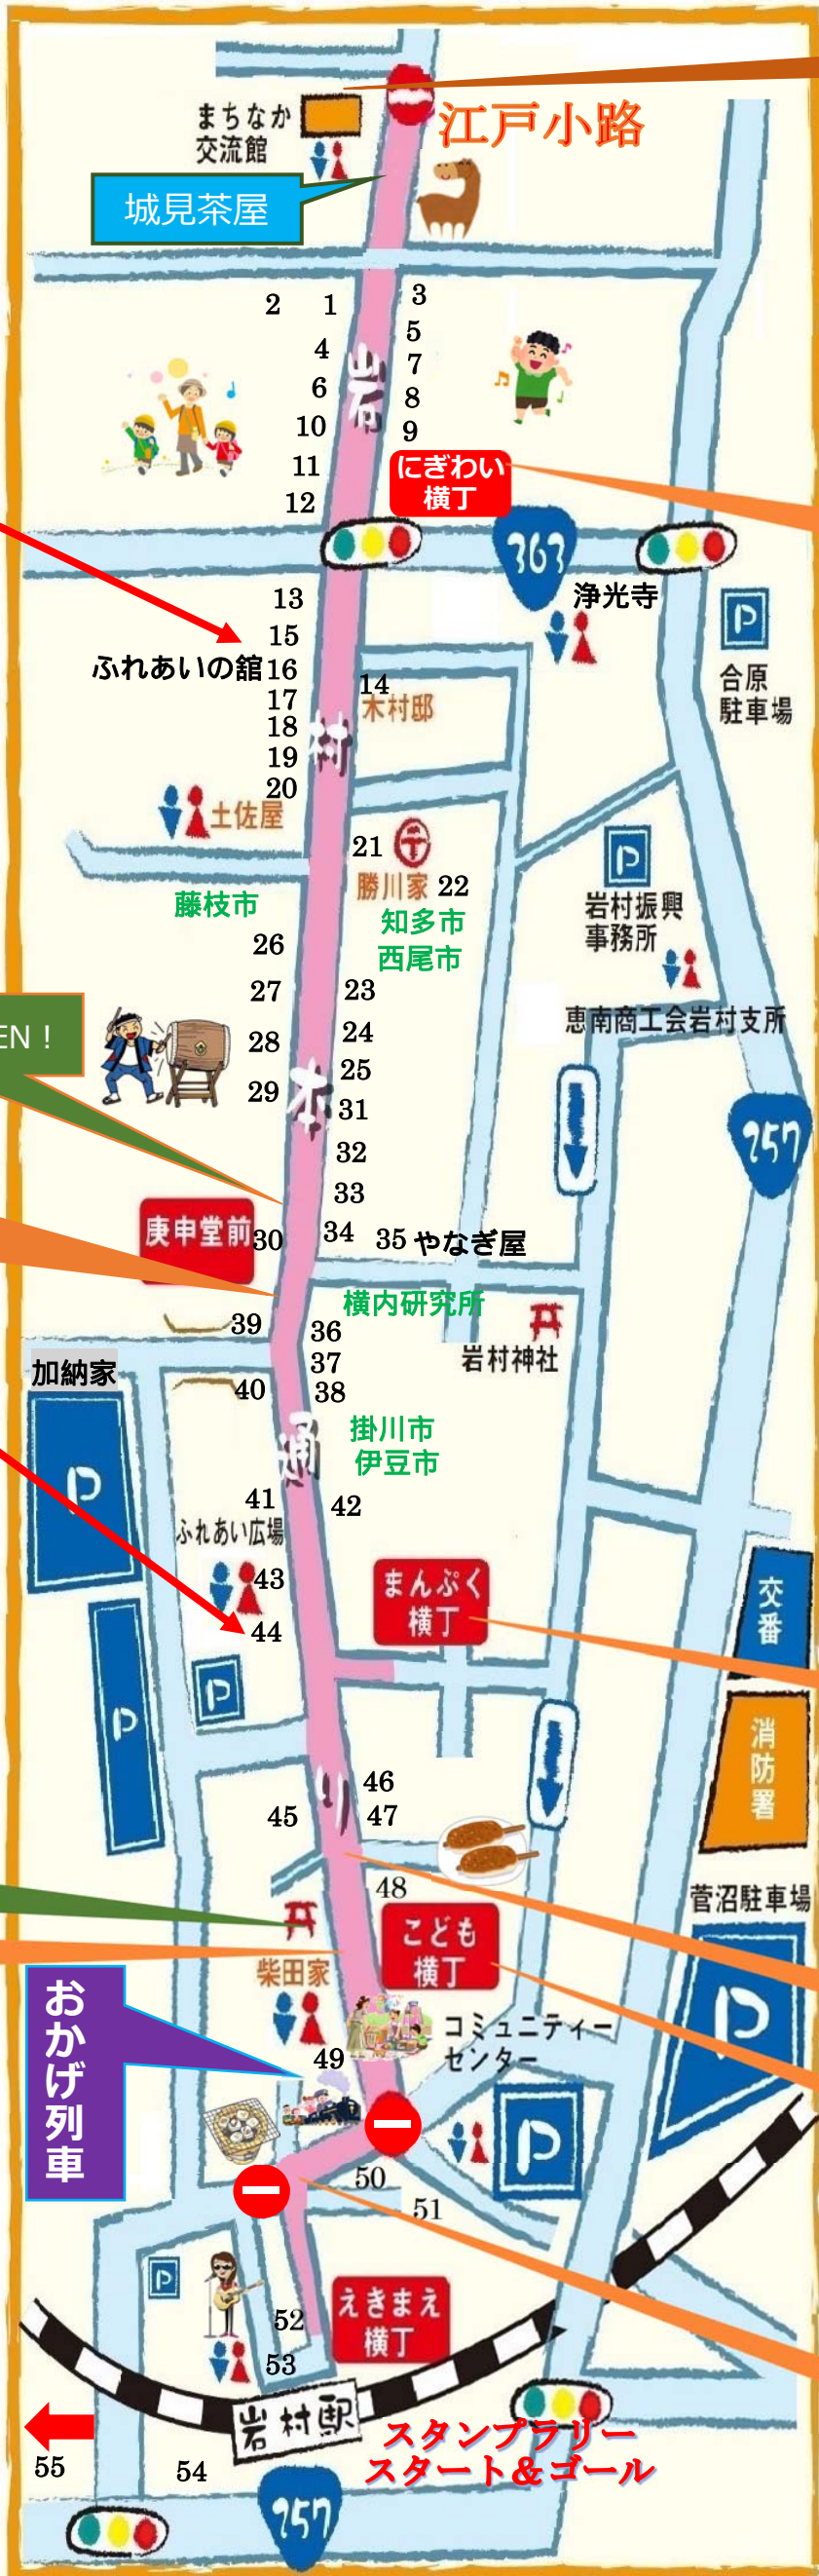 まちなか
交流館
江戸小路
城見茶屋
2 1 3
5
4 7
6 8
10 9
11
12
岩
にぎわい
横丁
363
浄光寺
13
15
ふれあいの舘 16
17
18
19
20
14
木村邸
村
P
合原
駐車場
土佐屋
21
勝川家 22
藤枝市
知多市
西尾市
P
岩村振興
事務所
恵南商工会岩村支所
26
27 23
28 24
29 25
本
31
32
33
EN！
257
庚申堂前 30
34 35 やなぎ屋
横内研究所
39 36
37
40 38
岩村神社
加納家
P
通
掛川市
伊豆市
41 42
ふれあい広場
43
44
まんぷく
横丁
交番
消防署
P
P
り
46
45 47
48
菅沼駐車場
P
こども
横丁
柴田家
コミュニティー
センター
49
おかげ列車
P
50
51
P
52
53
えきまえ
横丁
岩村駅
スタンプラリー
スタート＆ゴール
55 54
257